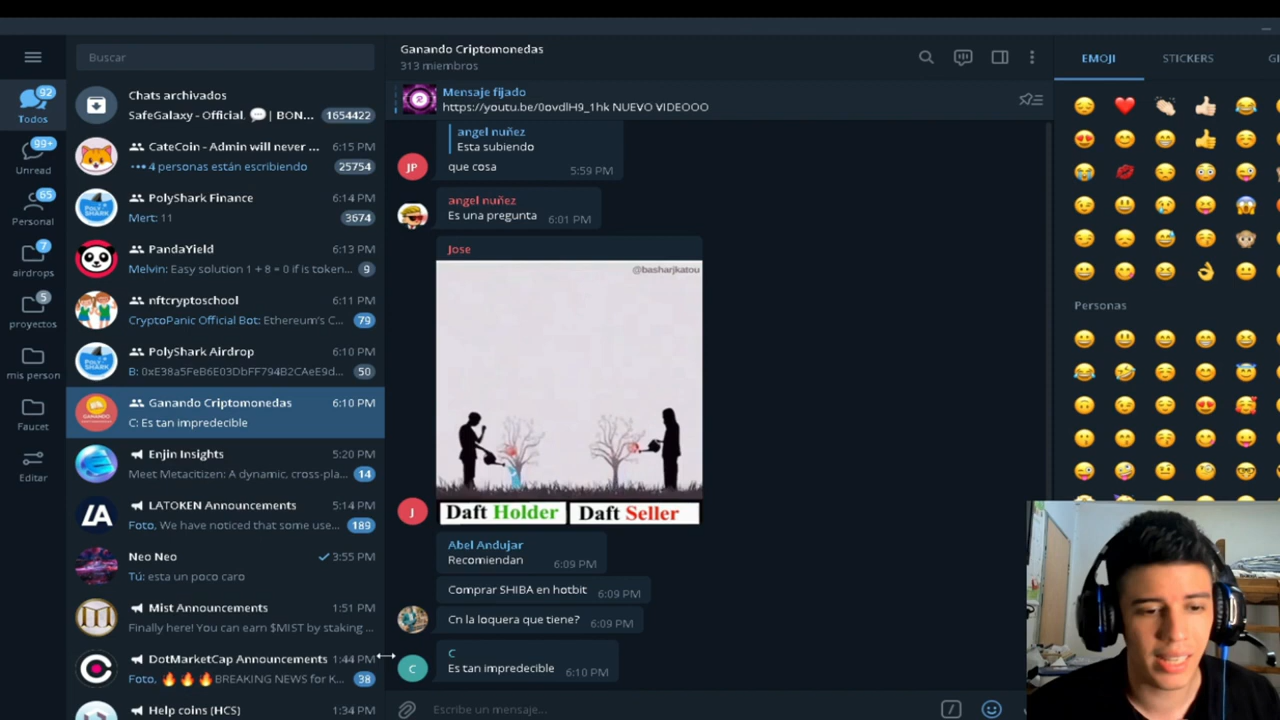 Buscar
92
Todos
99+
Unread
65
Personal
7
airdrops
5
proyectos
mis person
Faucet
Editar
Chats archivados
SafeGalaxy - Official. 💬 | BON... 1654422
CateCoin - Admin will never ... 6:15 PM
4 personas están escribiendo 25754
PolyShark Finance 6:14 PM
Mert: 11 3674
PandaYield 6:13 PM
Melvin: Easy solution 1 + 8 = 0 if is token... 9
nftcryptoschool 6:11 PM
CryptoPanic Official Bot: Ethereum's C... 79
PolyShark Airdrop 6:10 PM
B: 0xE38a5FeB6E03DbFF794B2CAeE9d... 50
Ganando Criptomonedas 6:10 PM
C: Es tan impredecible
Enjin Insights 5:20 PM
Meet Metacitizen: A dynamic, cross-pla... 14
LATOKEN Announcements 5:14 PM
Foto, We have noticed that some use... 189
Neo Neo 3:55 PM
Tú: esta un poco caro
Mist Announcements 1:51 PM
Finally here! You can earn $MIST by staking ...
DotMarketCap Announcements 1:44 PM
Foto, 🔥🔥🔥BREAKING NEWS for K... 38
Help coins (HCS) 1:34 PM
Ganando Criptomonedas
313 miembros
Mensaje fijado
https://youtu.be/0ovdlH9_1hk NUEVO VIDEOOO
angel nuñez
Esta subiendo
que cosa 5:59 PM
JP
angel nuñez
Es una pregunta 6:01 PM
Jose
@basharjkatou
Daft Holder Daft Seller
J
Abel Andujar
Recomiendan 6:09 PM
Comprar SHIBA en hotbit 6:09 PM
Cn la loquera que tiene? 6:09 PM
C
Es tan impredecible 6:10 PM
C
Escribe un mensaje...
EMOJI STICKERS
Personas